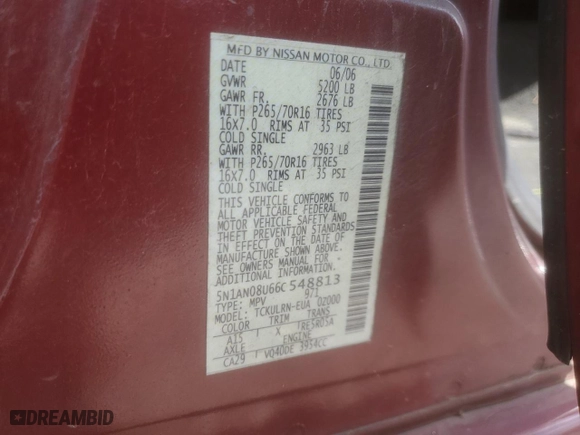 MFD BY NISSAN MOTOR CO., LTD.
DATE 06/06
GVWR 5200 LB
GAWR FR. 2676 LB
WITH P265/70R16 TIRES
16X7.0 RIMS AT 35 PSI
COLD SINGLE
GAWR RR. 2963 LB
WITH P265/70R16 TIRES
16X7.0 RIMS AT 35 PSI
COLD SINGLE
THIS VEHICLE CONFORMS TO
ALL APPLICABLE FEDERAL
MOTOR VEHICLE SAFETY AND
THEFT PREVENTION STANDARDS
IN EFFECT ON THE DATE OF
MANUFACTURE SHOWN ABOVE.
SEE OWNERS MANUAL FOR
ADDITIONAL INFORMATION.
5N1AN08U66C548813
TYPE: MPV 971
MODEL: TCKULRN-EUA 02000
COLOR TRIM TRANS
A15 X RE5R05A
AXLE ENGINE
CA29 VQ40DE 3954CC
DREAMBID